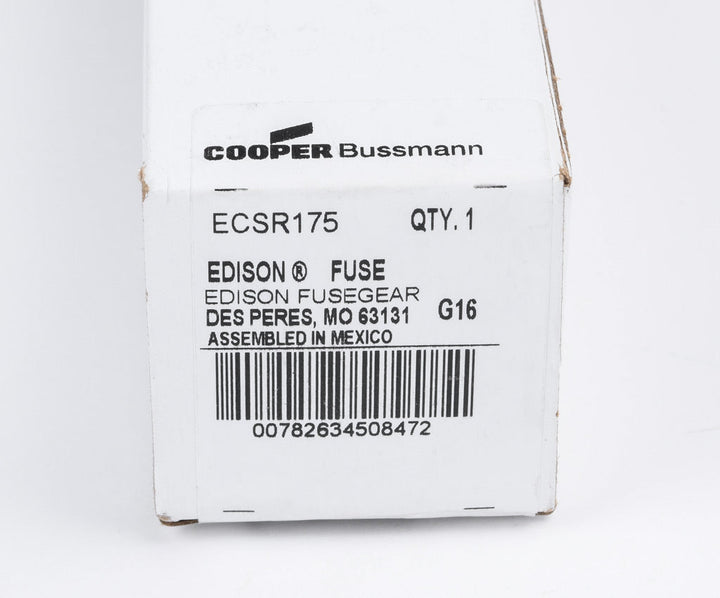 COOPER Bussmann
ECSR175 QTY. 1
EDISON ® FUSE
EDISON FUSEGEAR
DES PERES, MO 63131 G16
ASSEMBLED IN MEXICO
00782634508472